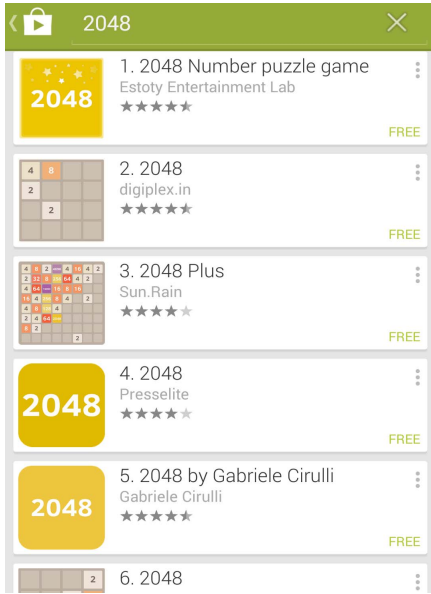 2048
2048
1. 2048 Number puzzle game
Estoty Entertainment Lab
FREE
4 8
2
2
2. 2048
digiplex.in
FREE
3. 2048 Plus
Sun.Rain
FREE
2048
4. 2048
Presselite
FREE
2048
5. 2048 by Gabriele Cirulli
Gabriele Cirulli
FREE
2
6. 2048